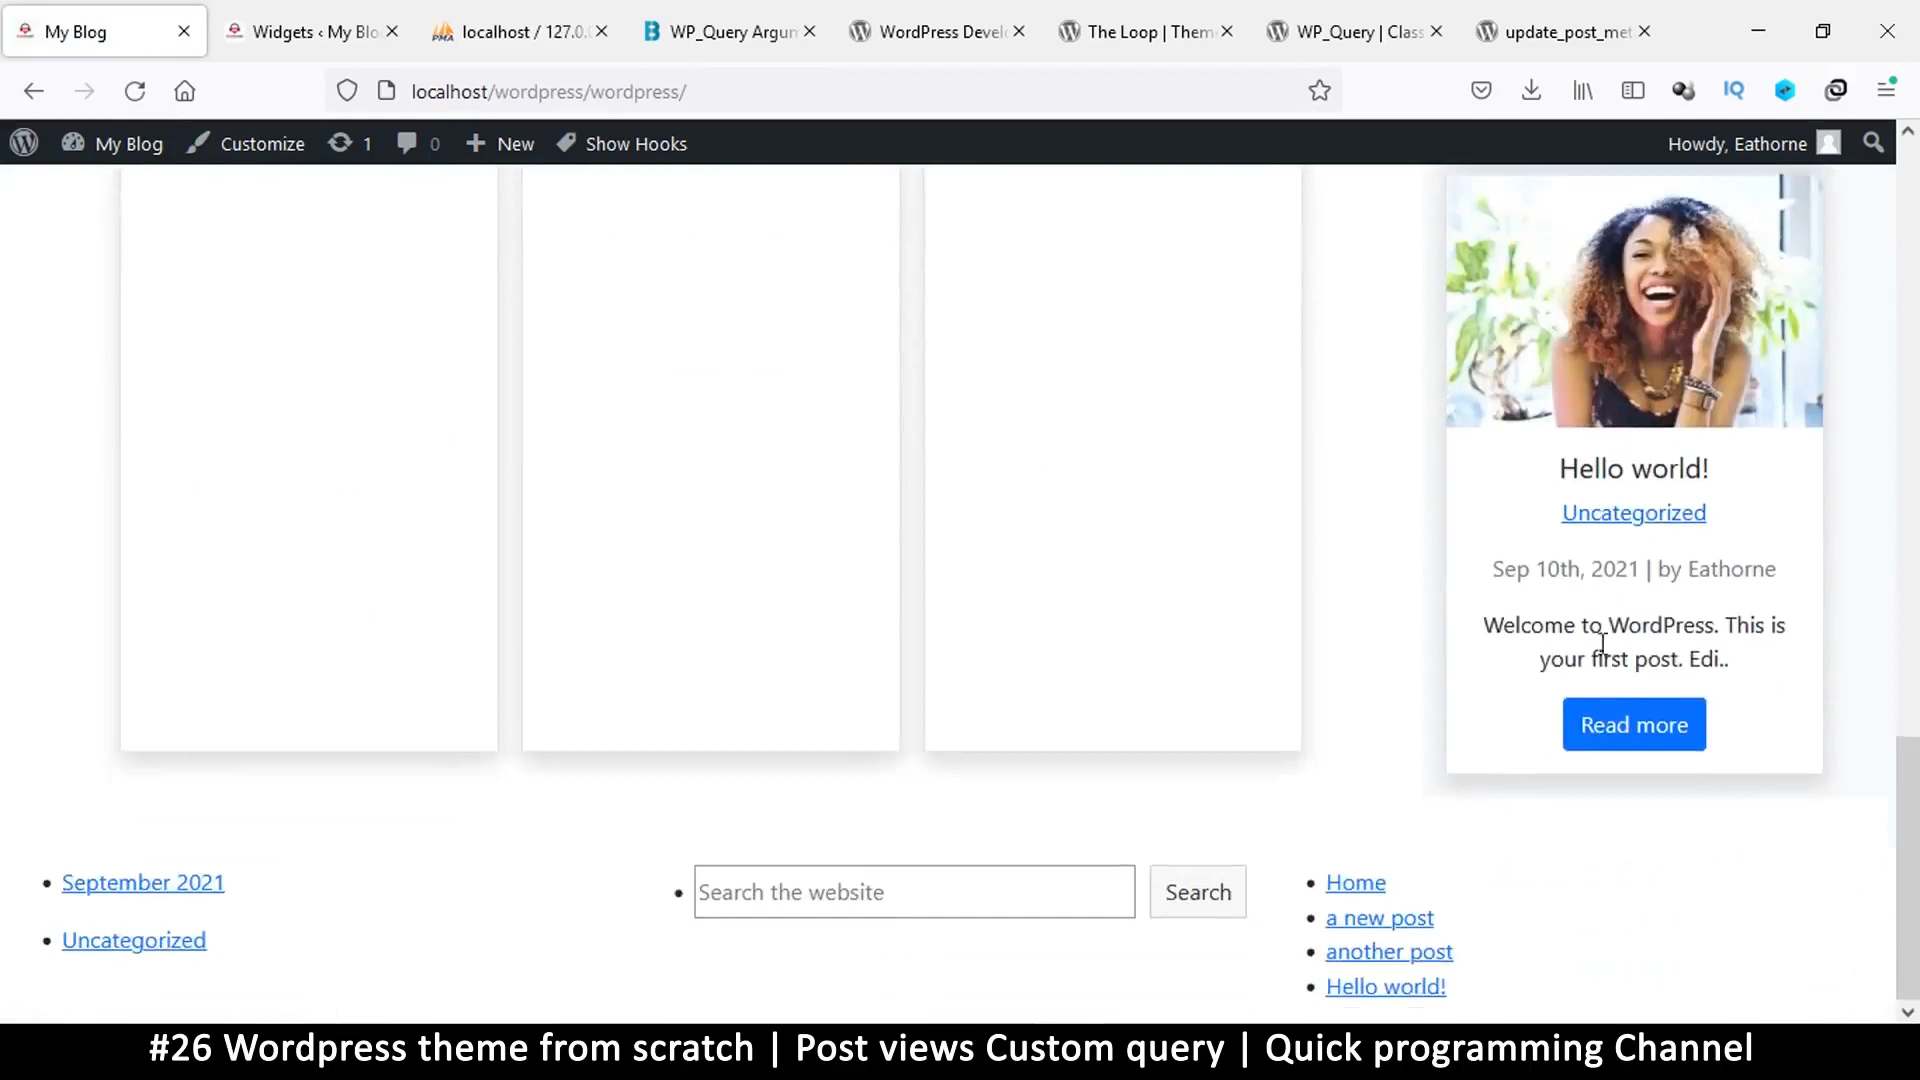 My Blog
Widgets ‹ My Blo
localhost / 127.0.0
WP_Query Argun
WordPress Devel
The Loop | Them
WP_Query | Class
update_post_met
localhost/wordpress/wordpress/
IQ
My Blog
Customize
1
0
New
Show Hooks
Howdy, Eathorne
Hello world!
Uncategorized
Sep 10th, 2021 | by Eathorne
Welcome to WordPress. This is
your first post. Edi..
Read more
September 2021
Uncategorized
Search the website
Search
Home
a new post
another post
Hello world!
#26 Wordpress theme from scratch | Post views Custom query | Quick programming Channel